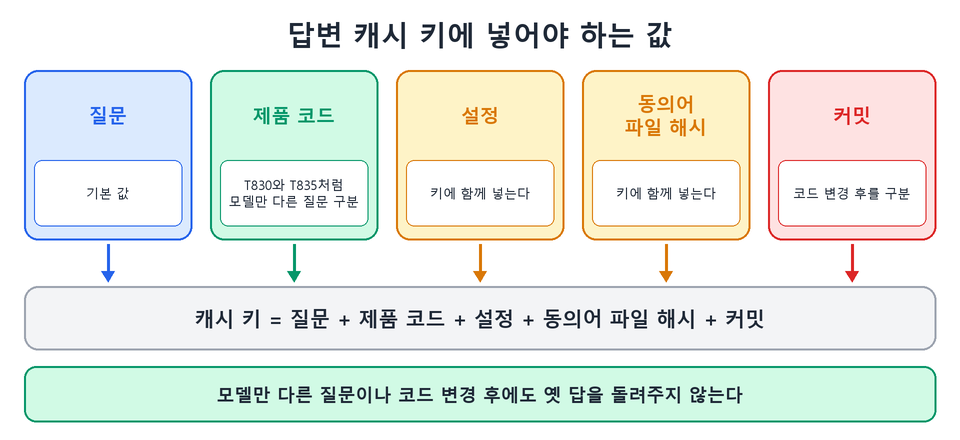 답변 캐시 키에 넣어야 하는 값
질문
기본 값
제품 코드
T830와 T835처럼
모델만 다른 질문 구분
설정
키에 함께 넣는다
동의어
파일 해시
키에 함께 넣는다
커밋
코드 변경 후를 구분
캐시 키 = 질문 + 제품 코드 + 설정 + 동의어 파일 해시 + 커밋
모델만 다른 질문이나 코드 변경 후에도 옛 답을 돌려주지 않는다